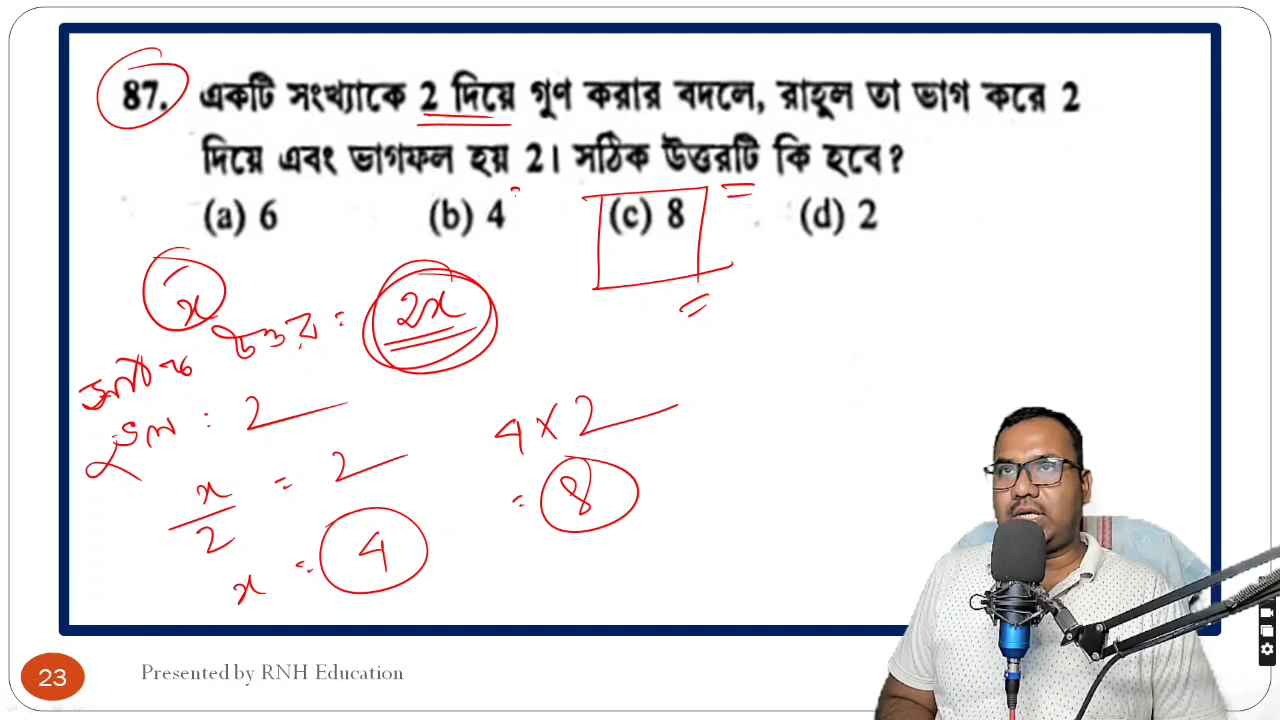 87. একটি সংখ্যাকে 2 দিয়ে গুণ করার বদলে, রাহুল তা ভাগ করে 2
দিয়ে এবং ভাগফল হয় 2। সঠিক উত্তরটি কি হবে?
(a) 6 (b) 4 (c) 8 (d) 2
x
উত্তর = 2x
ভুল : 2
x/2 = 2
x = 4
4 × 2
= 8
23 Presented by RNH Education